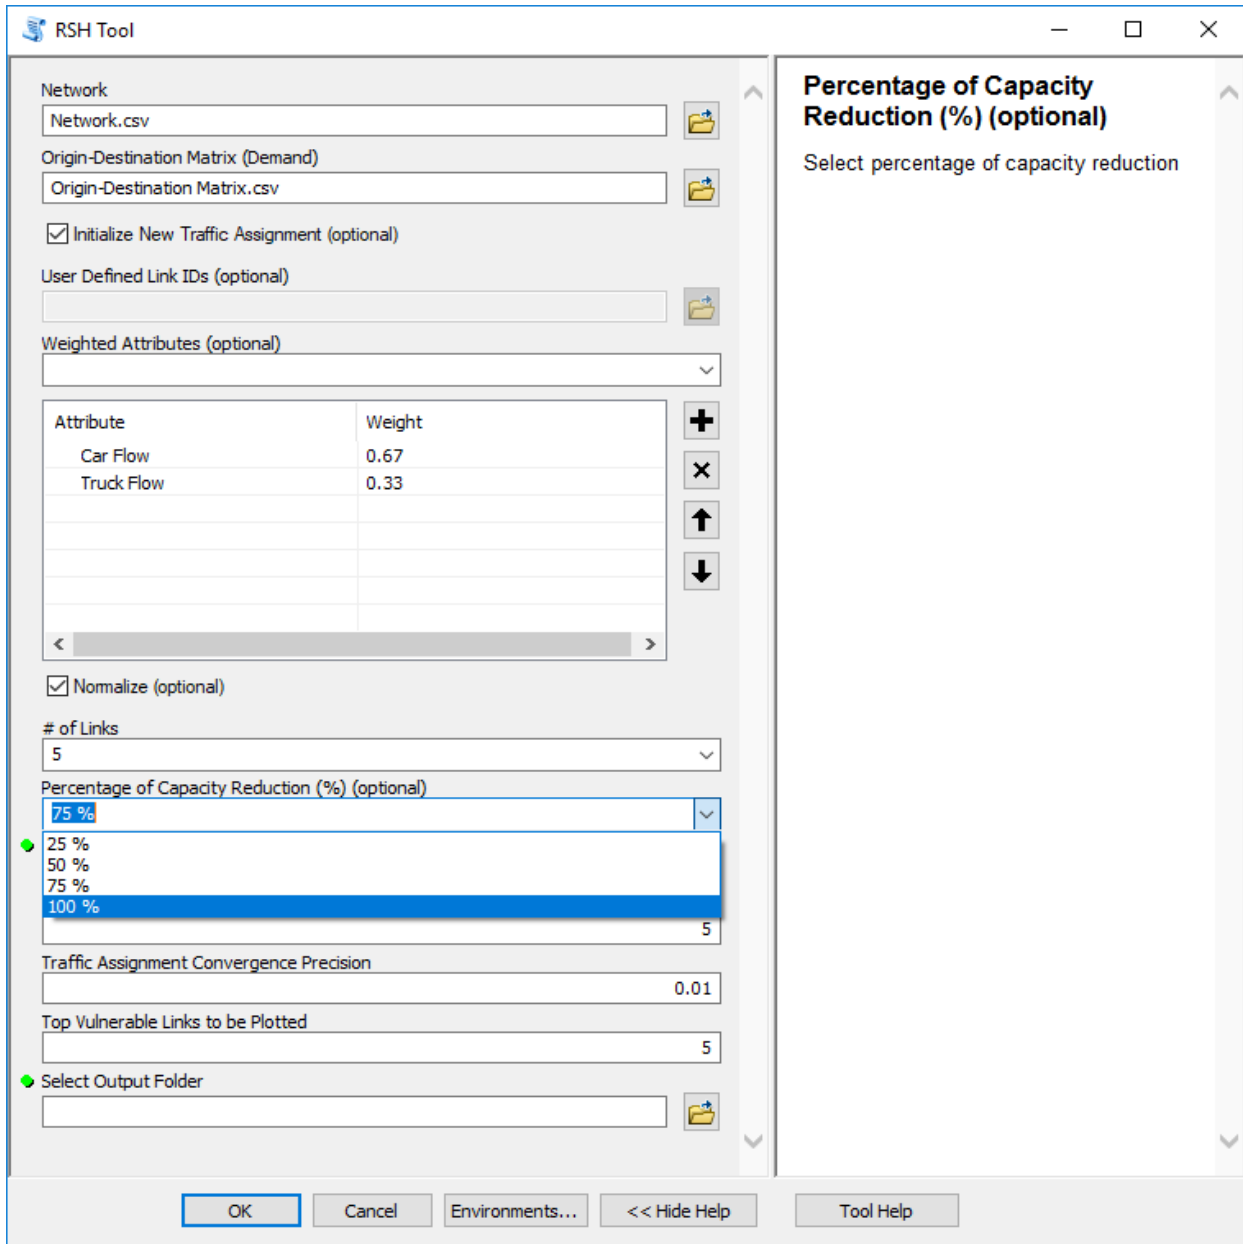 RSH Tool
Network
Network.csv
Origin-Destination Matrix (Demand)
Origin-Destination Matrix.csv
Initialize New Traffic Assignment (optional)
User Defined Link IDs (optional)
Weighted Attributes (optional)
Attribute Weight
Car Flow 0.67
Truck Flow 0.33
Normalize (optional)
# of Links
5
Percentage of Capacity Reduction (%) (optional)
75 %
25 %
50 %
75 %
100 %
5
Traffic Assignment Convergence Precision
0.01
Top Vulnerable Links to be Plotted
5
Select Output Folder
Percentage of Capacity
Reduction (%) (optional)
Select percentage of capacity reduction
OK Cancel Environments... << Hide Help Tool Help